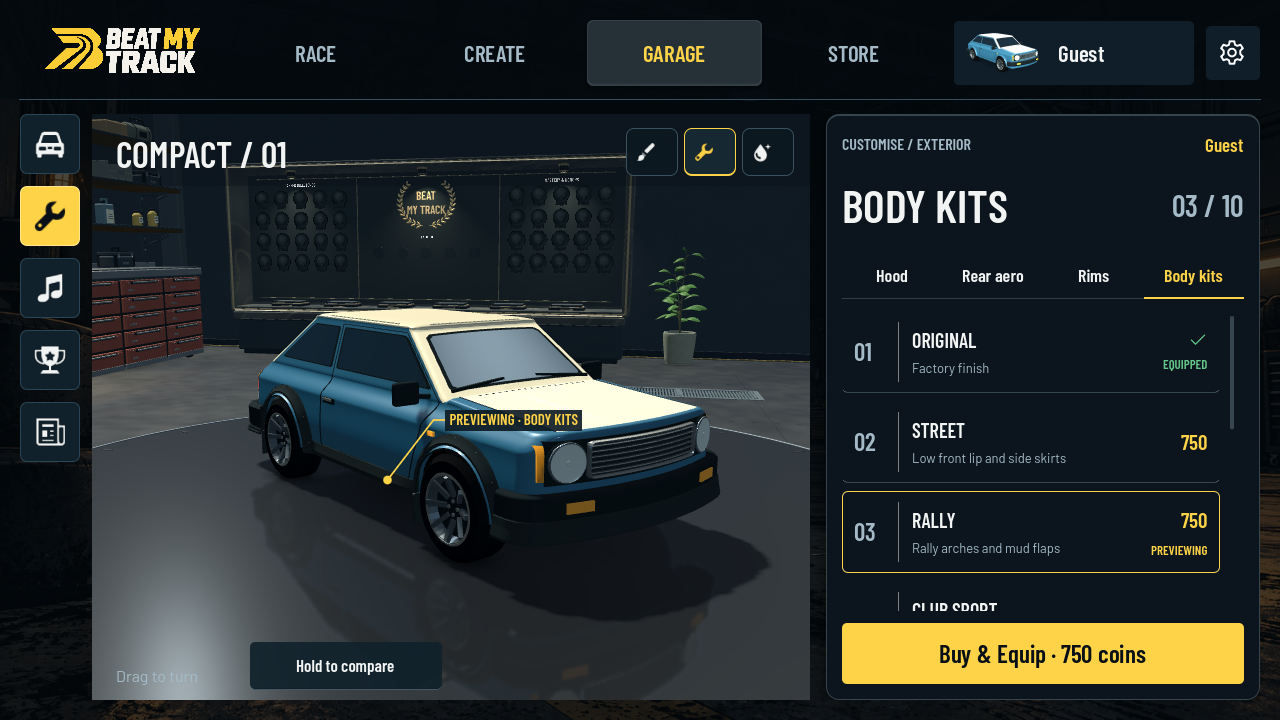 BEAT MY TRACK
RACE
CREATE
GARAGE
STORE
Guest
COMPACT / 01
BEAT
MY TRACK
PREVIEWING · BODY KITS
Drag to turn
Hold to compare
CUSTOMISE / EXTERIOR
Guest
BODY KITS
03 / 10
Hood
Rear aero
Rims
Body kits
01
ORIGINAL
Factory finish
EQUIPPED
02
STREET
Low front lip and side skirts
750
03
RALLY
Rally arches and mud flaps
750
PREVIEWING
CLUB SPORT
Buy & Equip · 750 coins